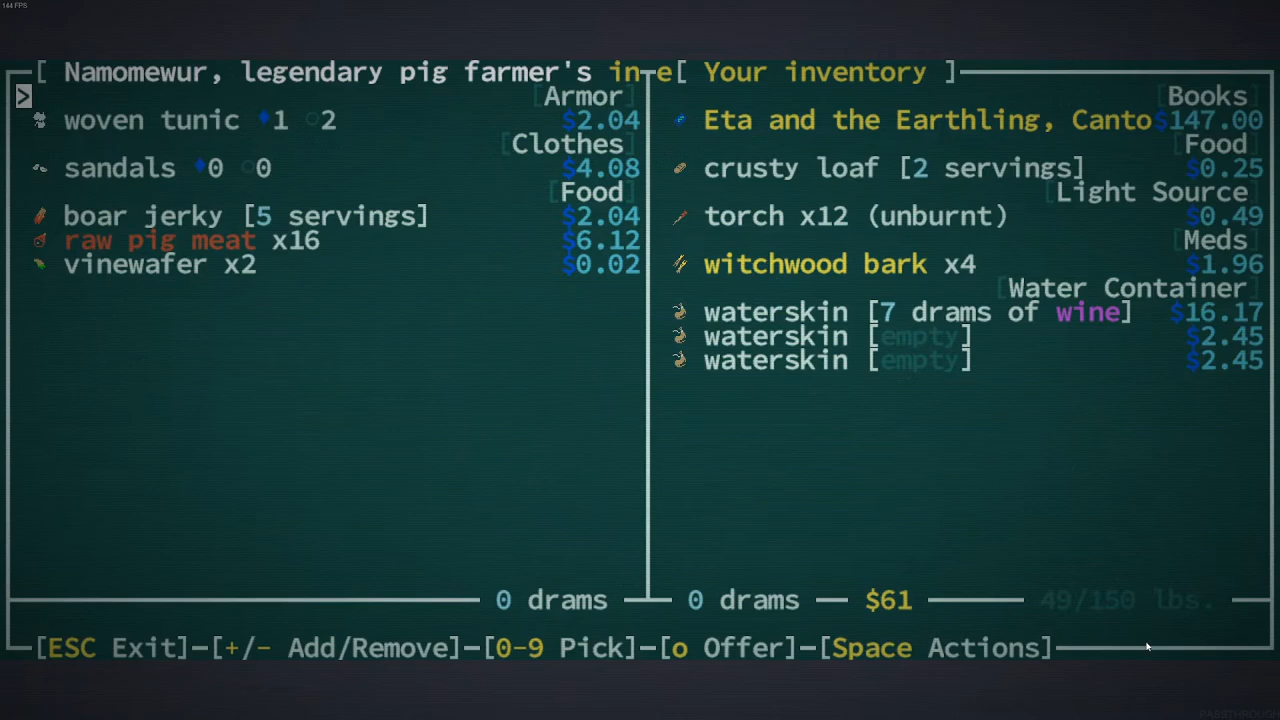 144 FPS
[ Namomewur, legendary pig farmer's in e[ Your inventory ]
>
[Armor]
woven tunic 1 2 $2.04
[Clothes]
sandals 0 0 $4.08
[Food]
boar jerky [5 servings] $2.04
raw pig meat x16 $6.12
vinewafer x2 $0.02
[Books]
Eta and the Earthling, Canto $147.00
[Food]
crusty loaf [2 servings] $0.25
[Light Source]
torch x12 (unburnt) $0.49
[Meds]
witchwood bark x4 $1.96
[Water Container]
waterskin [7 drams of wine] $16.17
waterskin [empty] $2.45
waterskin [empty] $2.45
0 drams 0 drams $61 49/150 lbs.
[ESC Exit] [+/- Add/Remove] [0-9 Pick] [o Offer] [Space Actions]